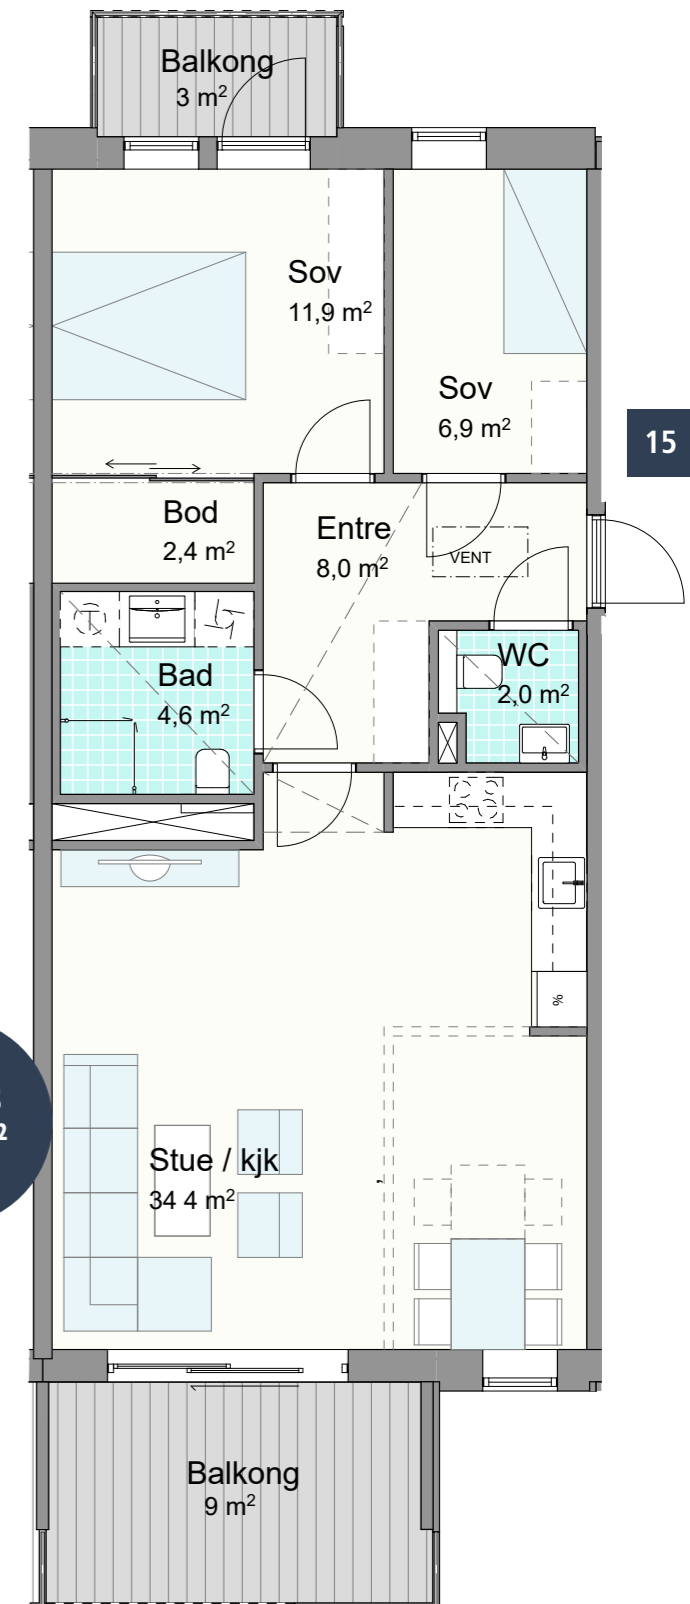 Balkong
3 m²
Sov
11,9 m²
Sov
6,9 m²
15
Bod
2,4 m²
Entre
8,0 m²
VENT
WC
2,0 m²
Bad
4,6 m²
T
%
2
Stue / kjk
34 4 m²
Balkong
9 m²